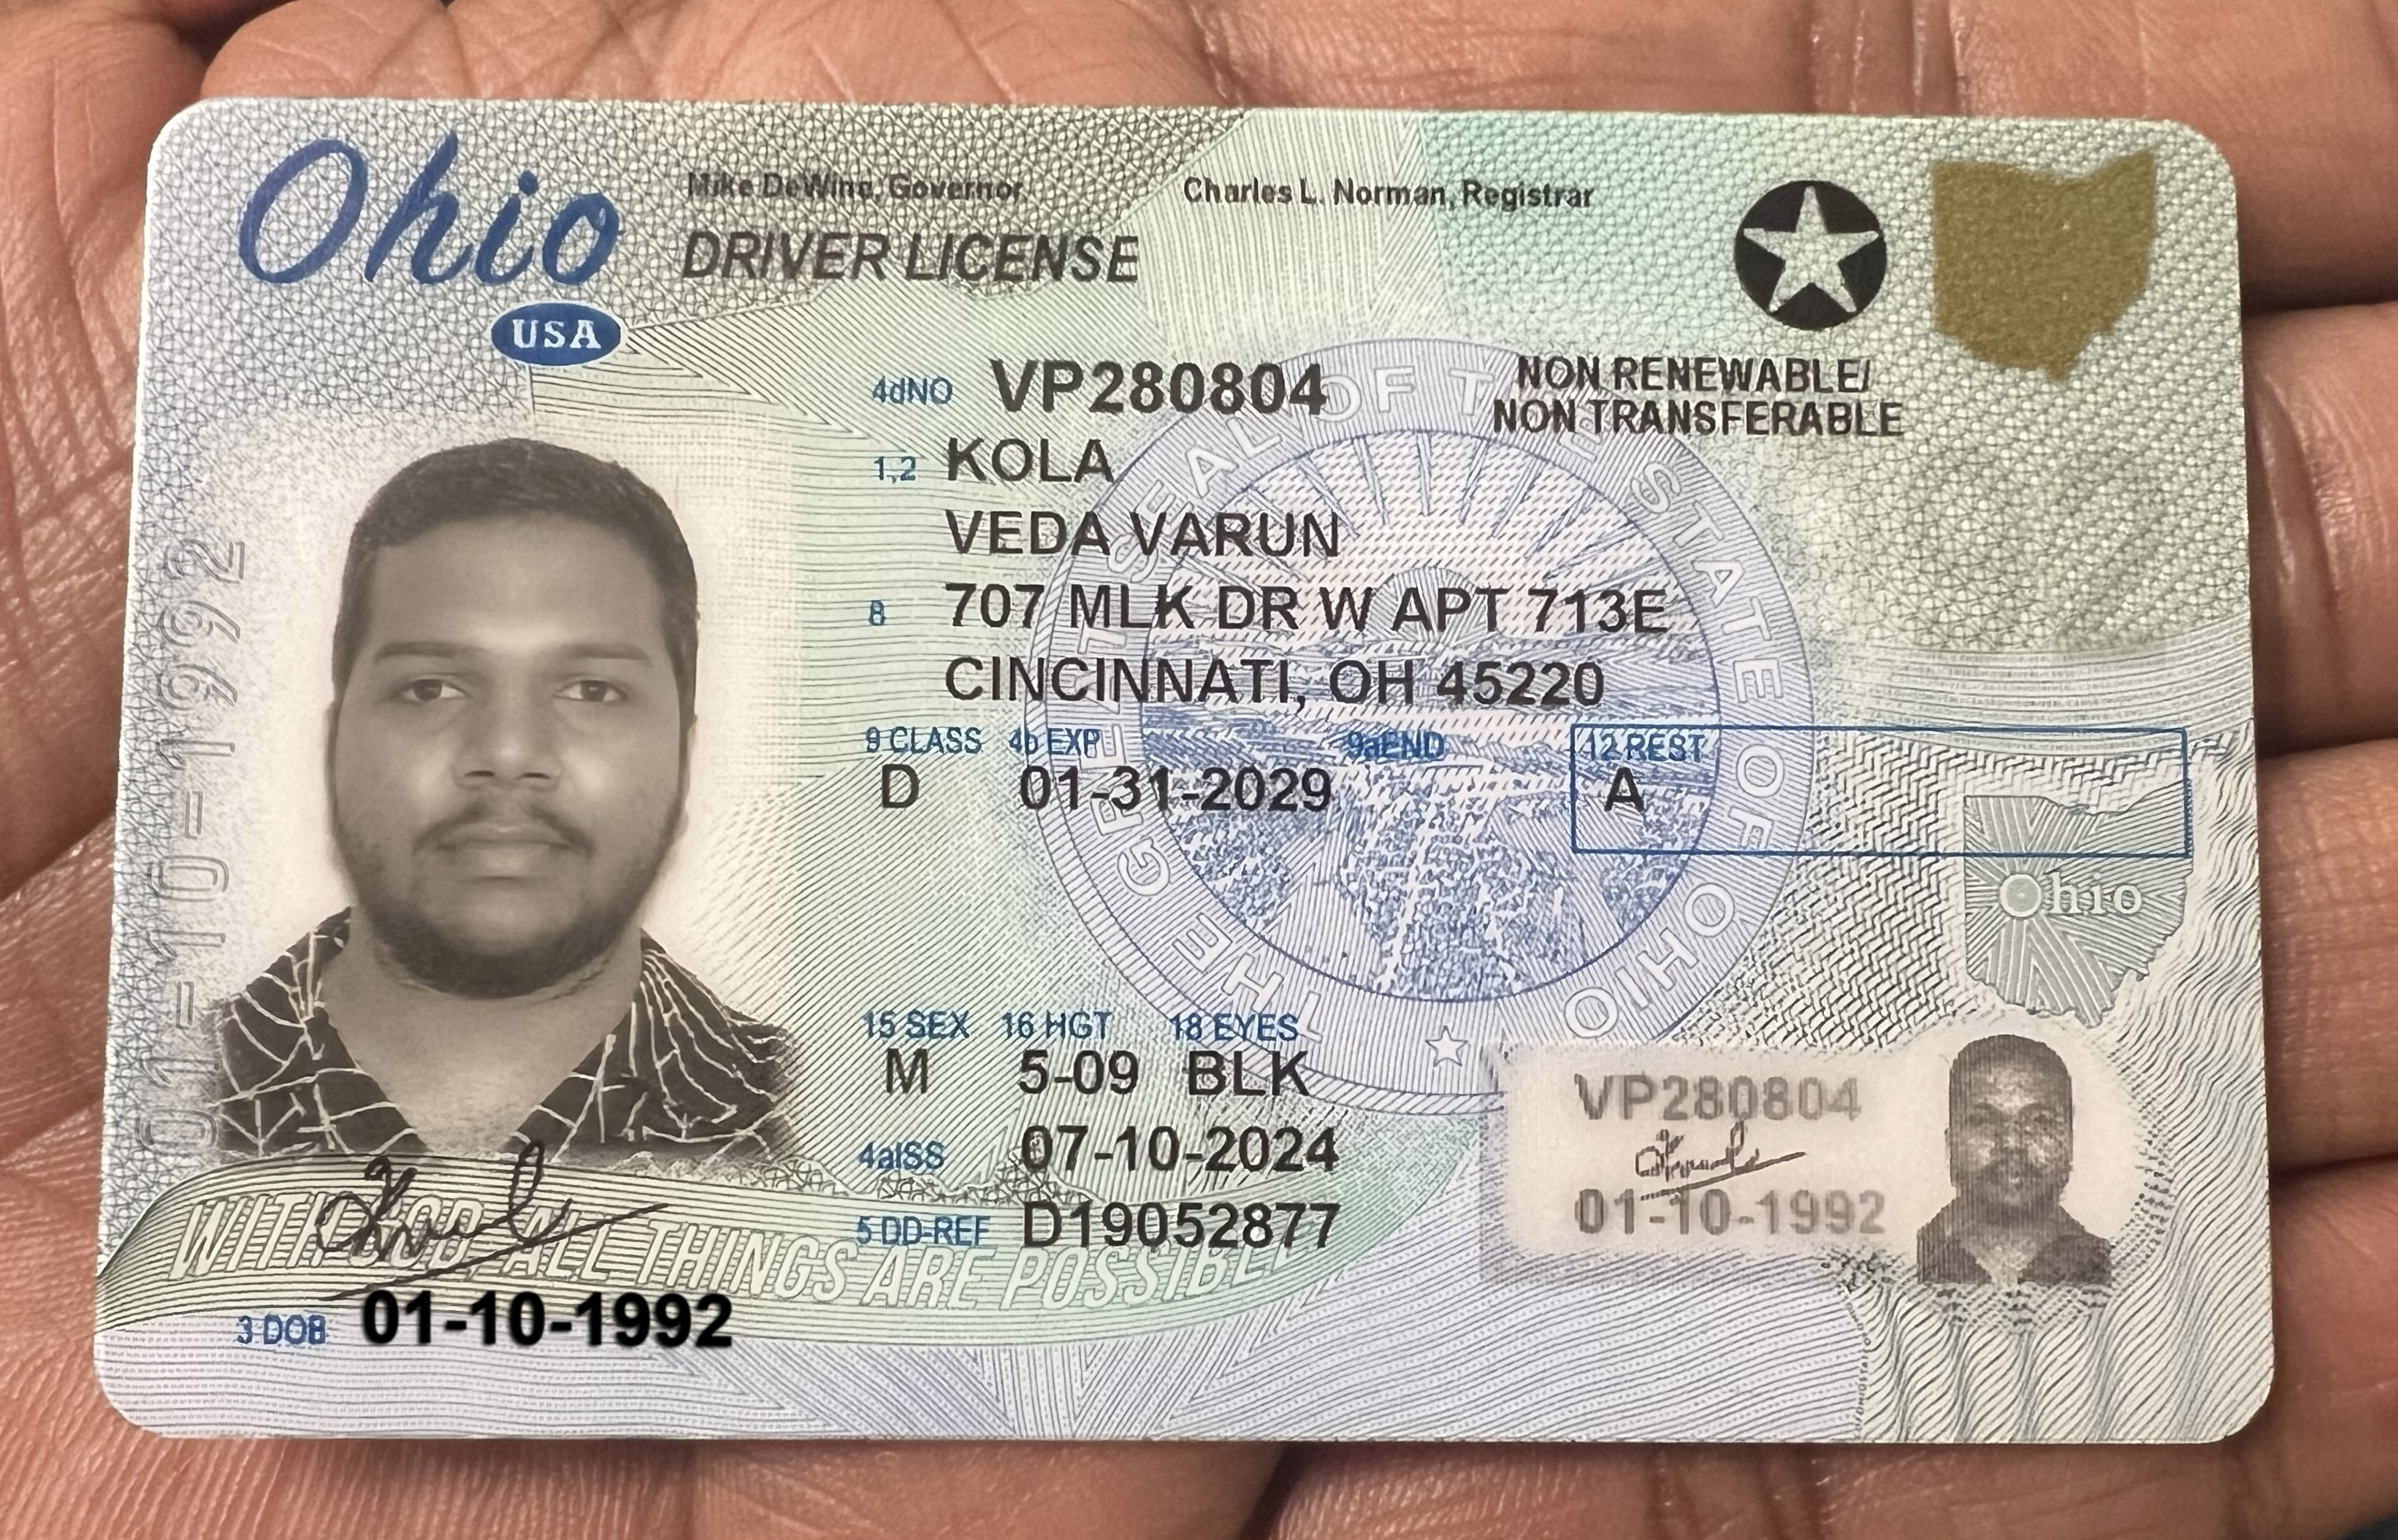 Ohio
USA
Mike DeWine, Governor
Charles L. Norman, Registrar
DRIVER LICENSE
NON RENEWABLE/
NON TRANSFERABLE
4dNO VP280804
1,2 KOLA
VEDA VARUN
8 707 MLK DR W APT 713E
CINCINNATI, OH 45220
9 CLASS 4b EXP 9aEND 12 REST
D 01-31-2029 A
15 SEX 16 HGT 18 EYES
M 5-09 BLK
4aISS 07-10-2024
5 DD-REF D19052877
3 DOB 01-10-1992
01-10-1992
THE GREAT SEAL OF THE STATE OF OHIO
Ohio
VP280804
01-10-1992
WITH GOD, ALL THINGS ARE POSSIBLE